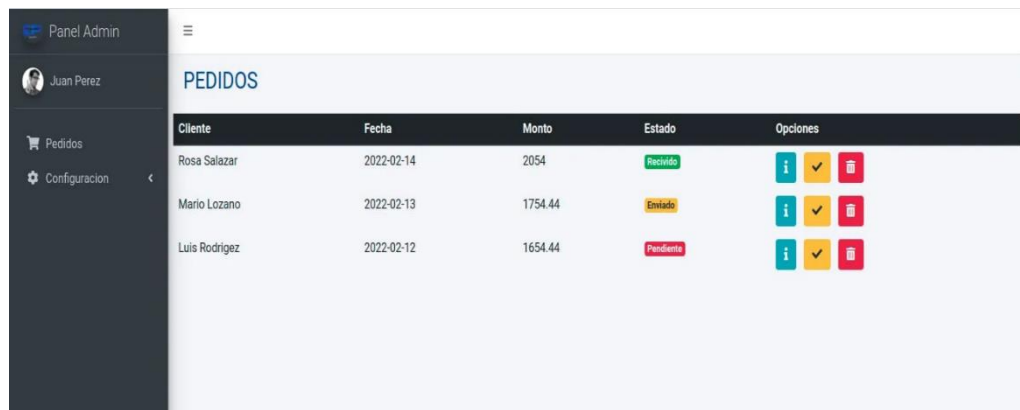 Panel Admin
Juan Perez
Pedidos
Configuracion
PEDIDOS
Cliente Fecha Monto Estado Opciones
Rosa Salazar 2022-02-14 2054 Recivido
Mario Lozano 2022-02-13 1754.44 Enviado
Luis Rodrigez 2022-02-12 1654.44 Pendiente